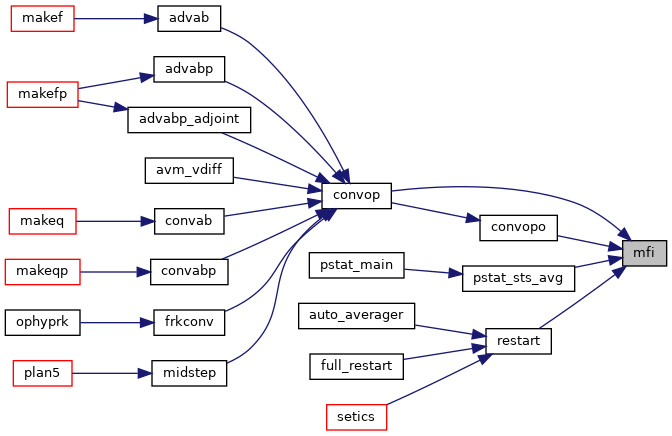 makef
advab
advabp
makefp
advabp_adjoint
avm_vdiff
convop
makeq
convab
convopo
mfi
pstat_main
makeqp
convabp
pstat_sts_avg
auto_averager
ophyprk
frkconv
restart
full_restart
plan5
midstep
setics